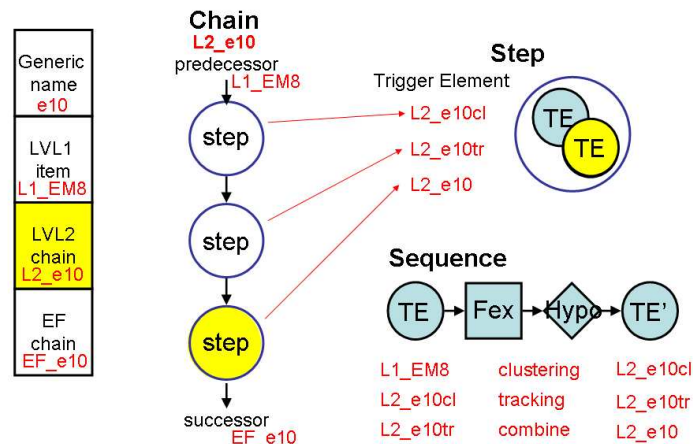 Generic
name
e10
LVL1
item
L1_EM8
LVL2
chain
L2_e10
EF
chain
EF_e10
Chain
L2_e10
predecessor
L1_EM8
step
step
step
successor
EF_e10
Trigger Element
L2_e10cl
L2_e10tr
L2_e10
Step
TE
TE
Sequence
TE Fex Hypo TE'
L1_EM8 clustering L2_e10cl
L2_e10cl tracking L2_e10tr
L2_e10tr combine L2_e10